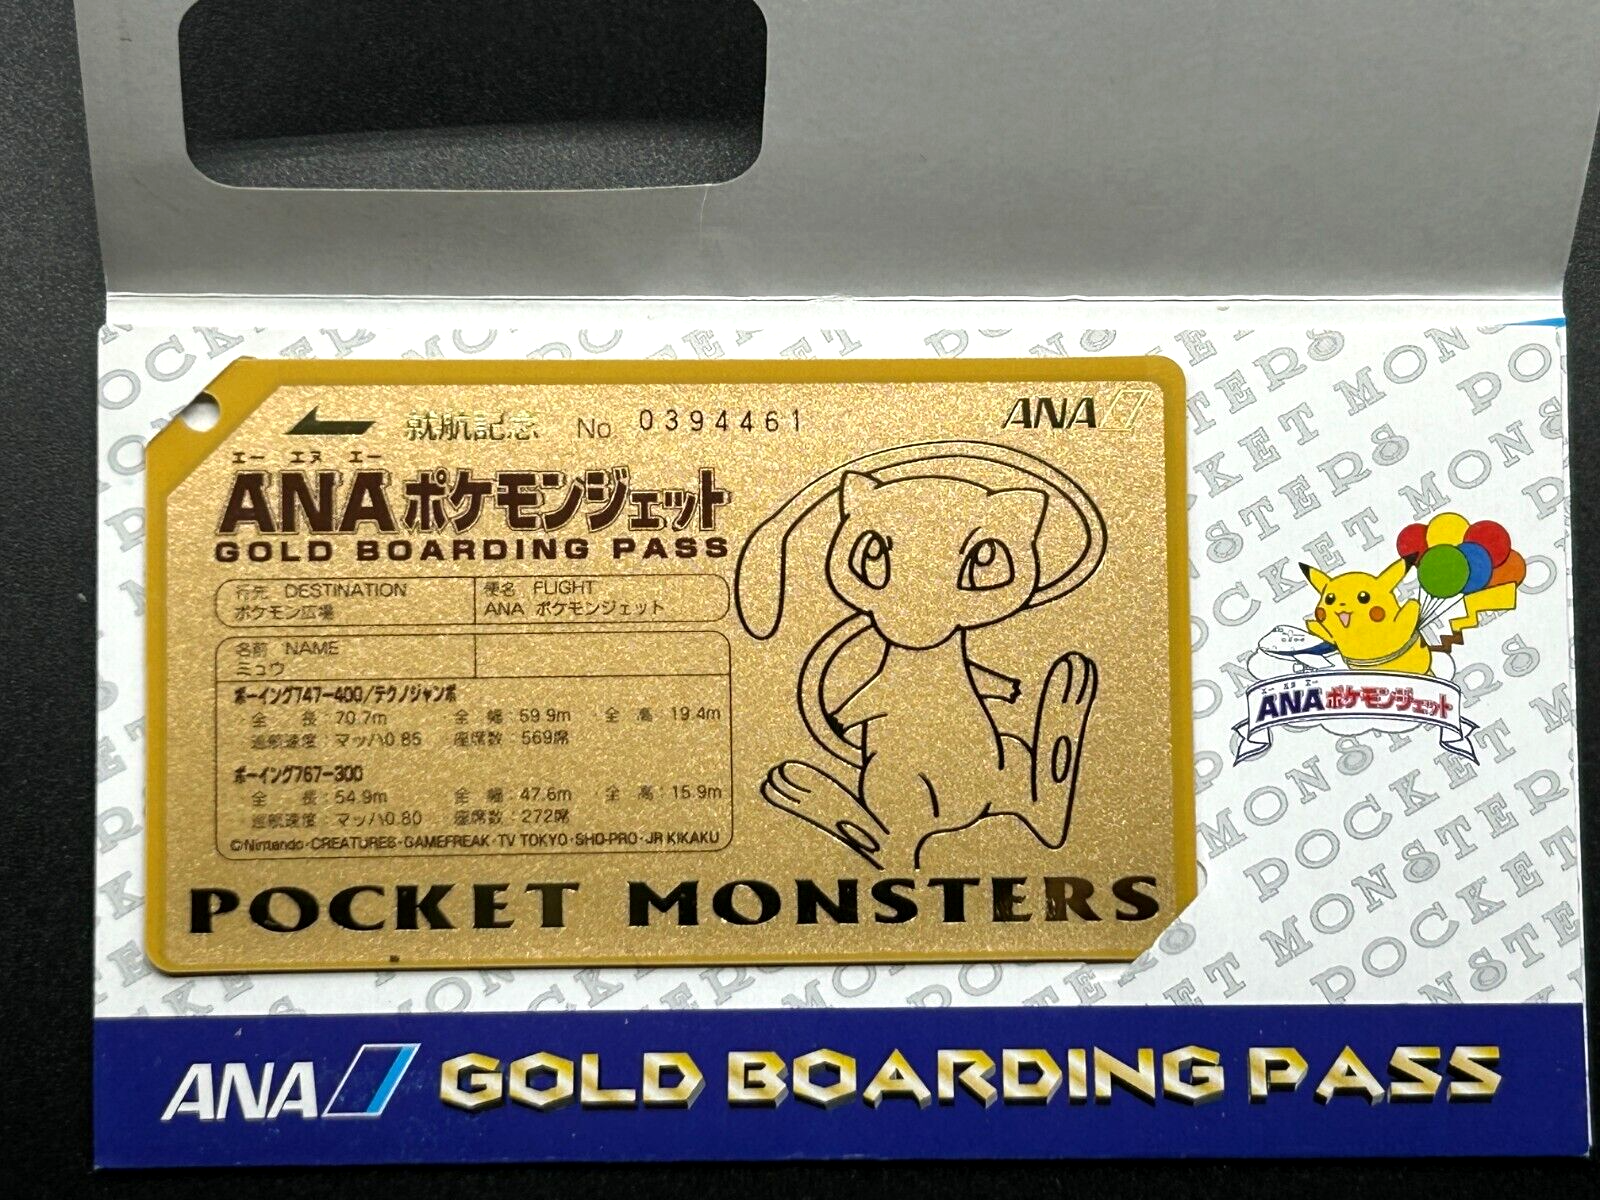 就航記念 No 0394461 ANA
エー エヌ エー
ANAポケモンジェット
GOLD BOARDING PASS
行先 DESTINATION
ポケモン広場
便名 FLIGHT
ANA ポケモンジェット
名前 NAME
ミュウ
ボーイング747-400/テクノジャンボ
全 長:70.7m 全 幅:59.9m 全 高:19.4m
巡航速度:マッハ0.85 座席数:569席
ボーイング767-300
全 長:54.9m 全 幅:47.6m 全 高:15.9m
巡航速度:マッハ0.80 座席数:272席
©Nintendo・CREATURES・GAMEFREAK・TV TOKYO・SHO-PRO・JR KIKAKU
POCKET MONSTERS
エー エヌ エー
ANAポケモンジェット
ANA GOLD BOARDING PASS
POCKET MONSTERS